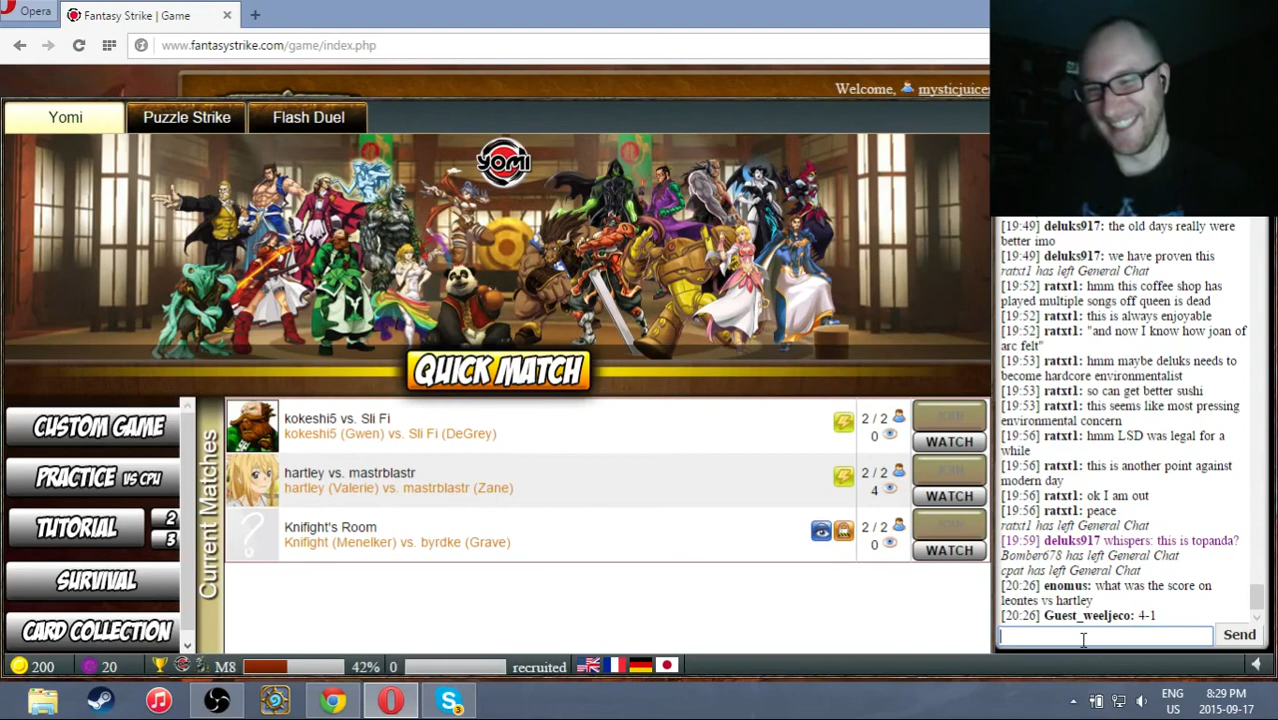 Opera
Fantasy Strike | Game
www.fantasystrike.com/game/index.php
Welcome, mysticjuice
Yomi
Puzzle Strike
Flash Duel
YOMI
QUICK MATCH
CUSTOM GAME
PRACTICE VS CPU
TUTORIAL 2 3
SURVIVAL
CARD COLLECTION
Current Matches
kokeshi5 vs. Sli Fi
kokeshi5 (Gwen) vs. Sli Fi (DeGrey)
2 / 2
0
JOIN
WATCH
hartley vs. mastrblastr
hartley (Valerie) vs. mastrblastr (Zane)
2 / 2
4
JOIN
WATCH
?
Knifight's Room
Knifight (Menelker) vs. byrdke (Grave)
2 / 2
0
JOIN
WATCH
[19:49] deluks917: the old days really were
better imo
[19:49] deluks917: we have proven this
ratxt1 has left General Chat
[19:52] ratxt1: hmm this coffee shop has
played multiple songs off queen is dead
[19:52] ratxt1: this is always enjoyable
[19:52] ratxt1: "and now I know how joan of
arc felt"
[19:53] ratxt1: hmm maybe deluks needs to
become hardcore environmentalist
[19:53] ratxt1: so can get better sushi
[19:53] ratxt1: this seems like most pressing
environmental concern
[19:56] ratxt1: hmm LSD was legal for a
while
[19:56] ratxt1: this is another point against
modern day
[19:56] ratxt1: ok I am out
[19:56] ratxt1: peace
ratxt1 has left General Chat
[19:59] deluks917 whispers: this is topanda?
Bomber678 has left General Chat
cpat has left General Chat
[20:26] enomus: what was the score on
leontes vs hartley
[20:26] Guest_weeljeco: 4-1
Send
200
20
M8
42%
0
recruited
S 3
ENG
US
8:29 PM
2015-09-17